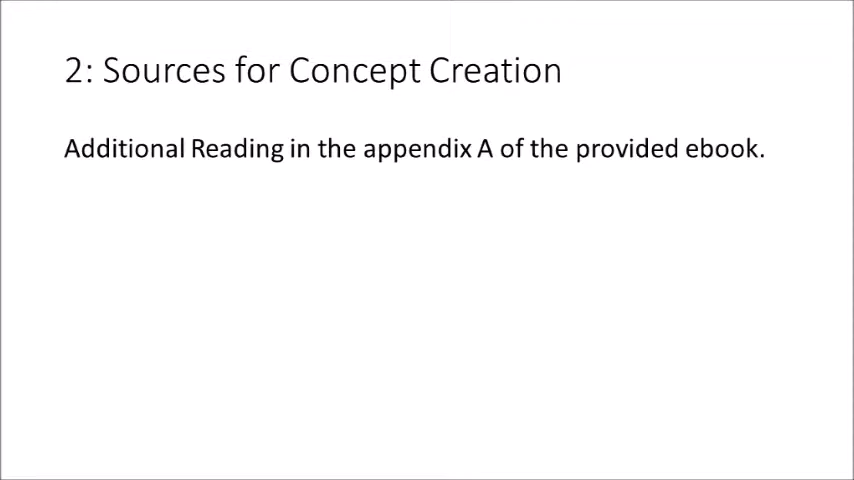 2: Sources for Concept Creation
Additional Reading in the appendix A of the provided ebook.